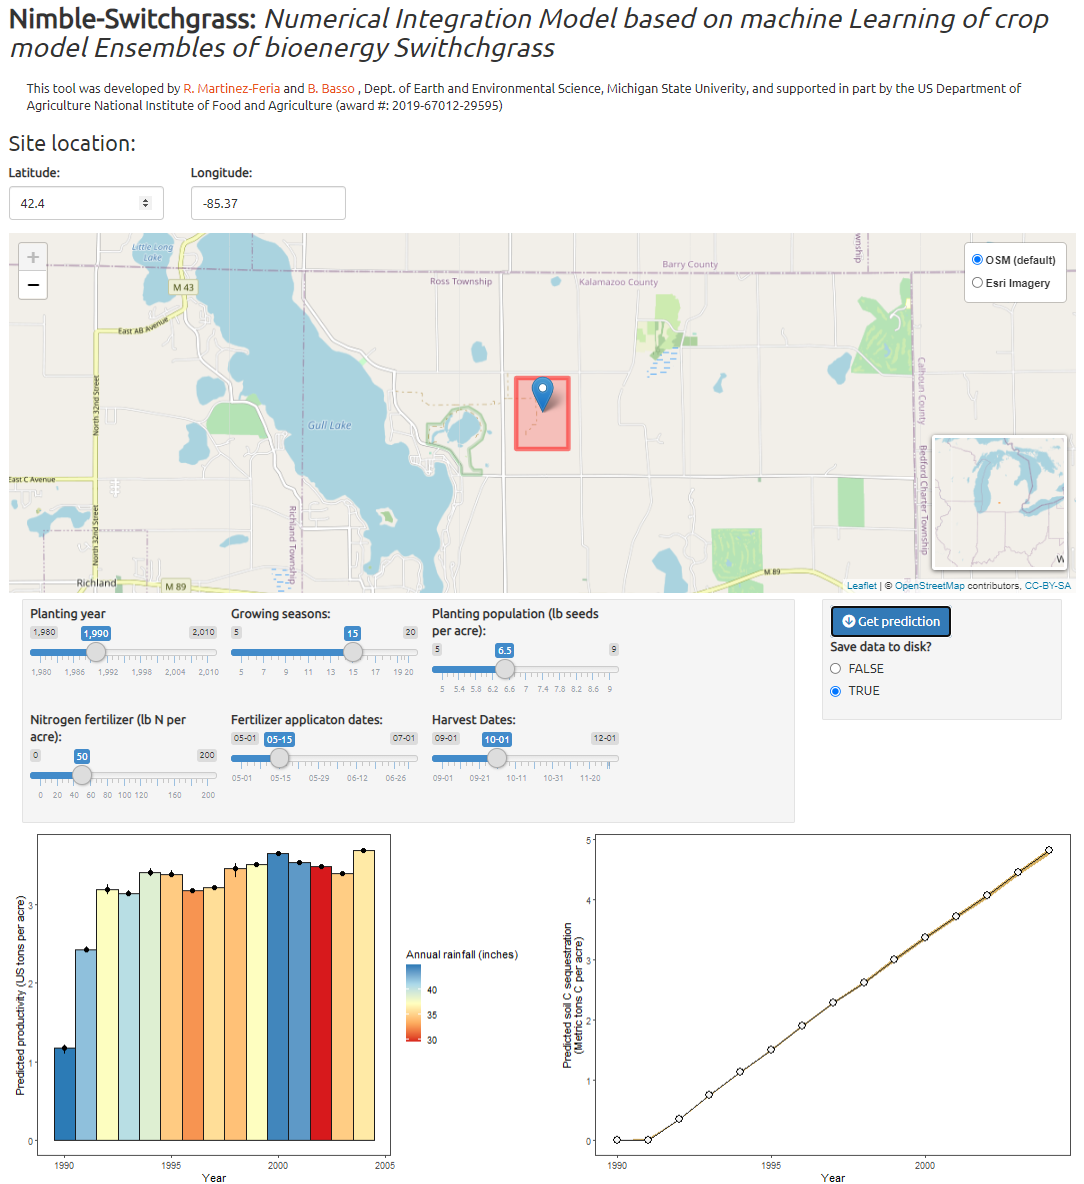 Nimble-Switchgrass: Numerical Integration Model based on machine Learning of crop
model Ensembles of bioenergy Swithchgrass
This tool was developed by R. Martinez-Feria and B. Basso , Dept. of Earth and Environmental Science, Michigan State Univerity, and supported in part by the US Department of
Agriculture National Institute of Food and Agriculture (award #: 2019-67012-29595)
Site location:
Latitude:
Longitude:
42.4
-85.37
+
−
Little Long
Lake
M 43
East AB Avenue
North 32nd Street
Gull Lake
East C Avenue
North 32nd Street
Richland Township
Richland
M 89
Ross Township
Barry County
Kalamazoo County
wnship
Calhoun County
Bedford Charter Township
M 89
OSM (default)
Esri Imagery
W
Leaflet | © OpenStreetMap contributors, CC-BY-SA
Planting year
1,980 1,990 2,010
1,980 1,986 1,992 1,998 2,004 2,010
Growing seasons:
5 15 20
5 7 9 11 13 15 17 19 20
Planting population (lb seeds
per acre):
5 6.5 9
5 5.4 5.8 6.2 6.6 7 7.4 7.8 8.2 8.6 9
Nitrogen fertilizer (lb N per
acre):
0 50 200
0 20 40 60 80 100 120 160 200
Fertilizer applicaton dates:
05-01 05-15 07-01
05-01 05-15 05-29 06-12 06-26
Harvest Dates:
09-01 10-01 12-01
09-01 09-21 10-11 10-31 11-20
Get prediction
Save data to disk?
FALSE
TRUE
Predicted productivity (US tons per acre)
3
2
1
0
1990 1995 2000 2005
Year
Annual rainfall (inches)
40
35
30
Predicted soil C sequestration
(Metric tons C per acre)
5
4
3
2
1
0
1990 1995 2000
Year